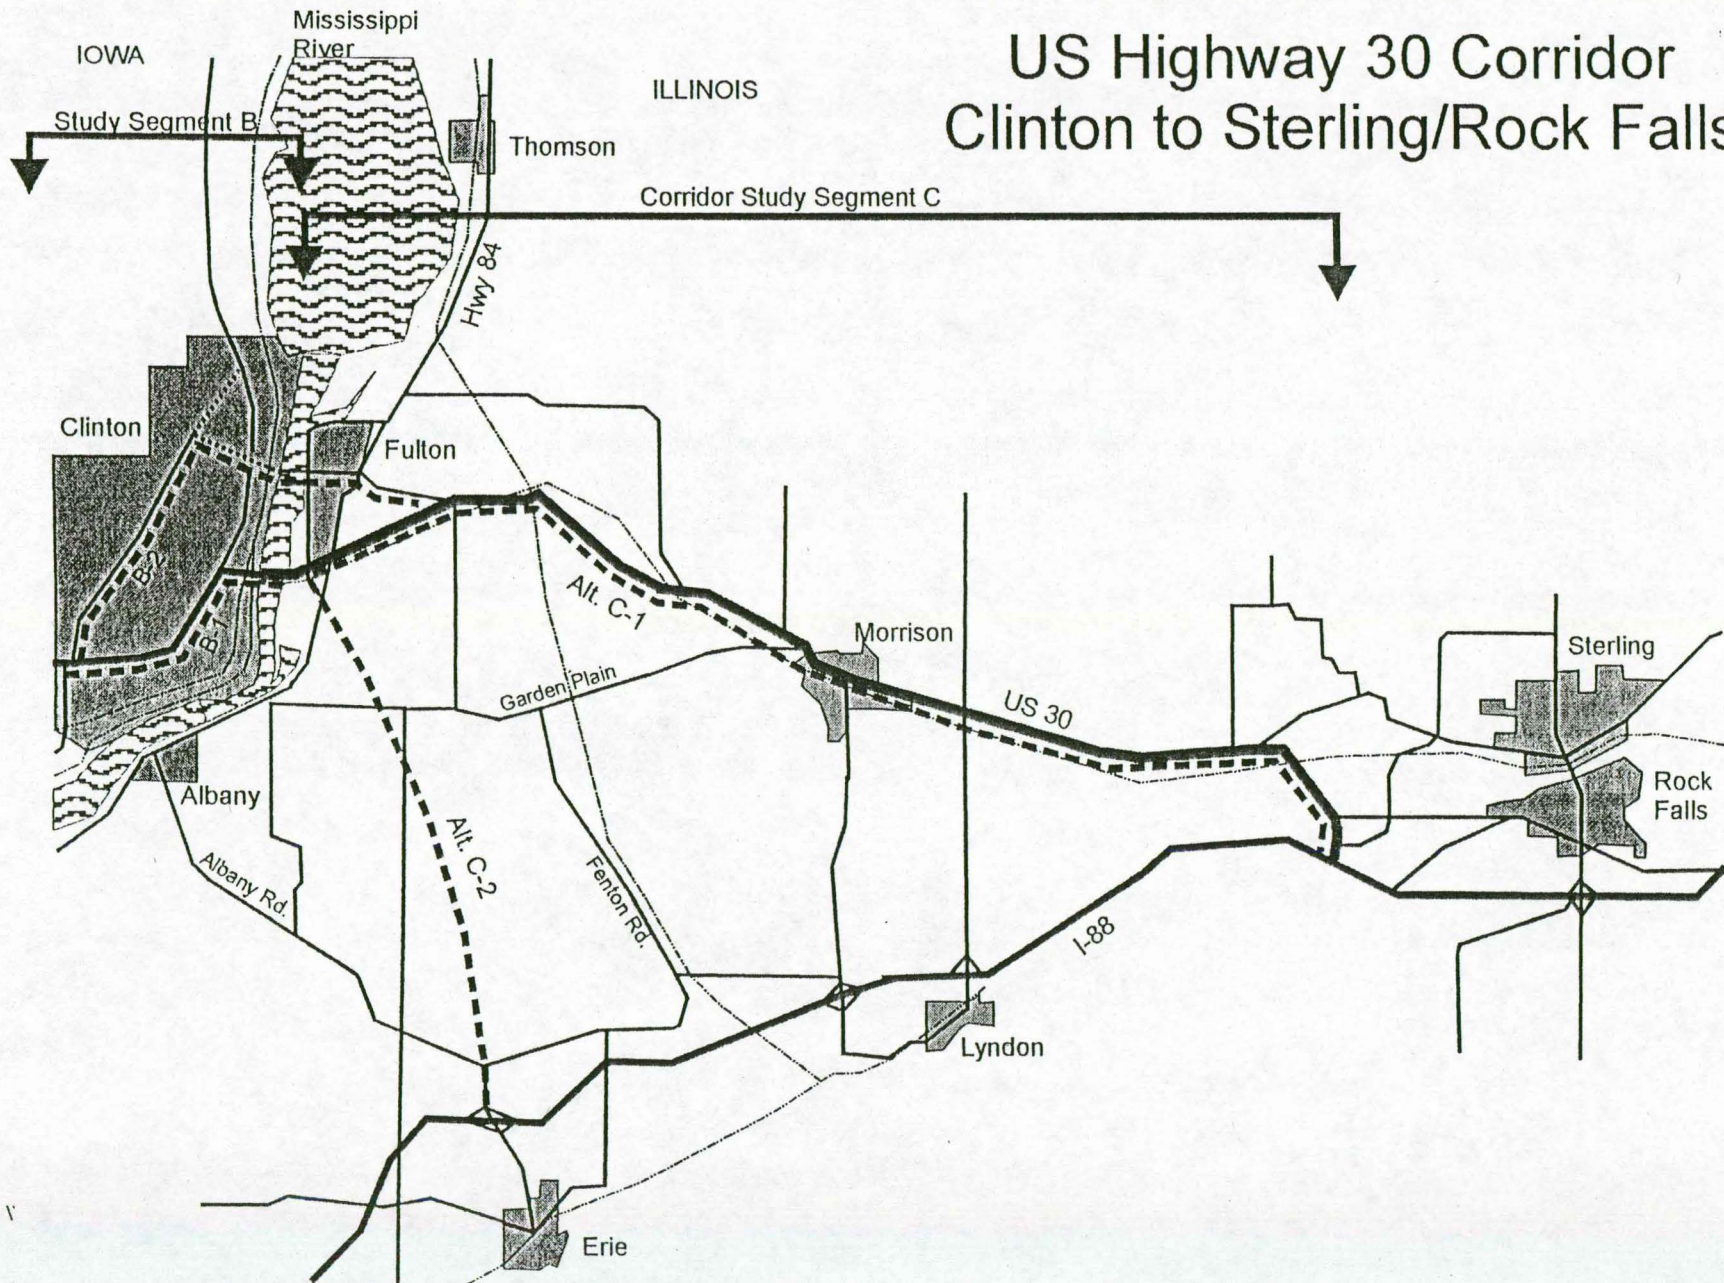 US Highway 30 Corridor
Clinton to Sterling/Rock Falls
IOWA
Mississippi
River
ILLINOIS
Study Segment B
Thomson
Corridor Study Segment C
Hwy 84
Clinton
Fulton
B-2
B-1
Alt. C-1
Morrison
Sterling
Garden Plain
US 30
Rock
Falls
Albany
Alt. C-2
Albany Rd.
Fenton Rd.
I-88
Lyndon
Erie